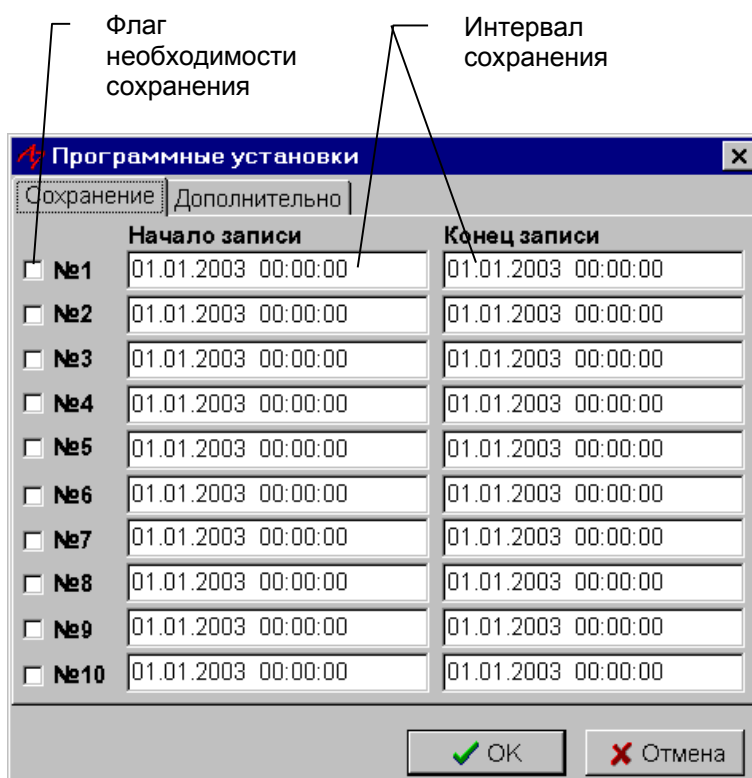 Флаг
необходимости
сохранения
Интервал
сохранения
Программные установки
Сохранение Дополнительно
Начало записи Конец записи
№1 01.01.2003 00:00:00 01.01.2003 00:00:00
№2 01.01.2003 00:00:00 01.01.2003 00:00:00
№3 01.01.2003 00:00:00 01.01.2003 00:00:00
№4 01.01.2003 00:00:00 01.01.2003 00:00:00
№5 01.01.2003 00:00:00 01.01.2003 00:00:00
№6 01.01.2003 00:00:00 01.01.2003 00:00:00
№7 01.01.2003 00:00:00 01.01.2003 00:00:00
№8 01.01.2003 00:00:00 01.01.2003 00:00:00
№9 01.01.2003 00:00:00 01.01.2003 00:00:00
№10 01.01.2003 00:00:00 01.01.2003 00:00:00
OK Отмена